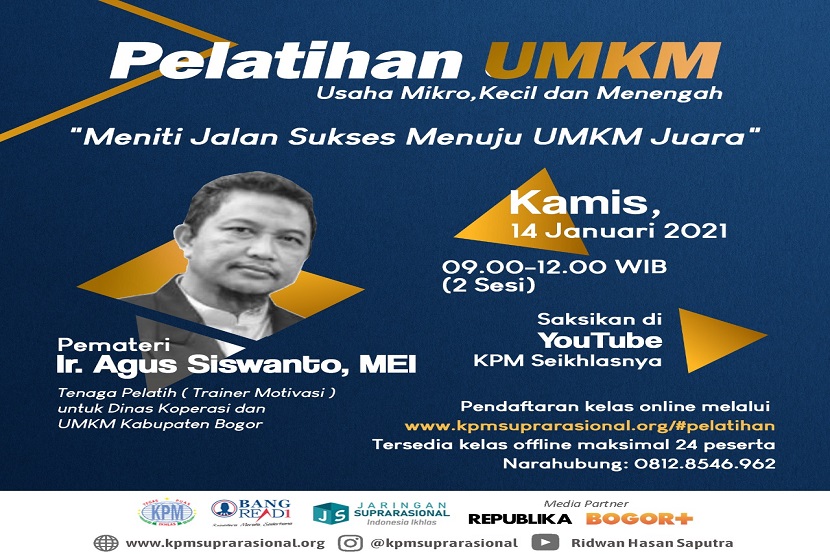 Pelatihan UMKM
Usaha Mikro,Kecil dan Menengah
"Meniti Jalan Sukses Menuju UMKM Juara"
Kamis,
14 Januari 2021
09.00-12.00 WIB
(2 Sesi)
Saksikan di
YouTube
KPM Seikhlasnya
Pemateri
Ir. Agus Siswanto, MEI
Tenaga Pelatih ( Trainer Motivasi )
untuk Dinas Koperasi dan
UMKM Kabupaten Bogor
Pendaftaran kelas online melalui
www.kpmsuprarasional.org/#pelatihan
Tersedia kelas offline maksimal 24 peserta
Narahubung: 0812.8546.962
KPM
BANG
READI
JS
JARINGAN
SUPRARASIONAL
Indonesia Ikhlas
Media Partner
REPUBLIKA
BOGOR+
www.kpmsuprarasional.org
@kpmsuprarasional
Ridwan Hasan Saputra